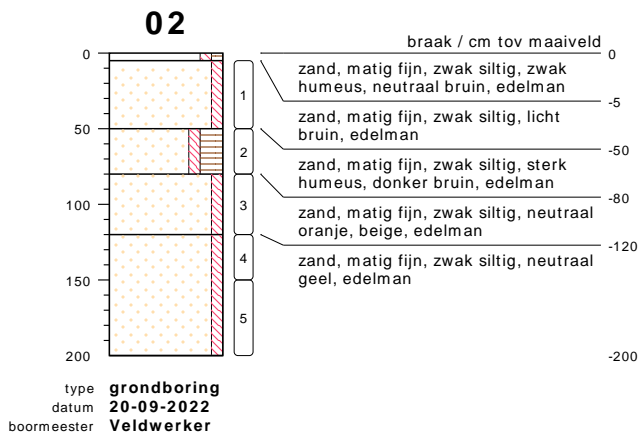 02
braak / cm tov maaiveld
0
0
zand, matig fijn, zwak siltig, zwak
humeus, neutraal bruin, edelman
-5
1
zand, matig fijn, zwak siltig, licht
bruin, edelman
50
-50
2
zand, matig fijn, zwak siltig, sterk
humeus, donker bruin, edelman
-80
3
100
zand, matig fijn, zwak siltig, neutraal
oranje, beige, edelman
-120
4
zand, matig fijn, zwak siltig, neutraal
geel, edelman
150
5
200
-200
type grondboring
datum 20-09-2022
boormeester Veldwerker